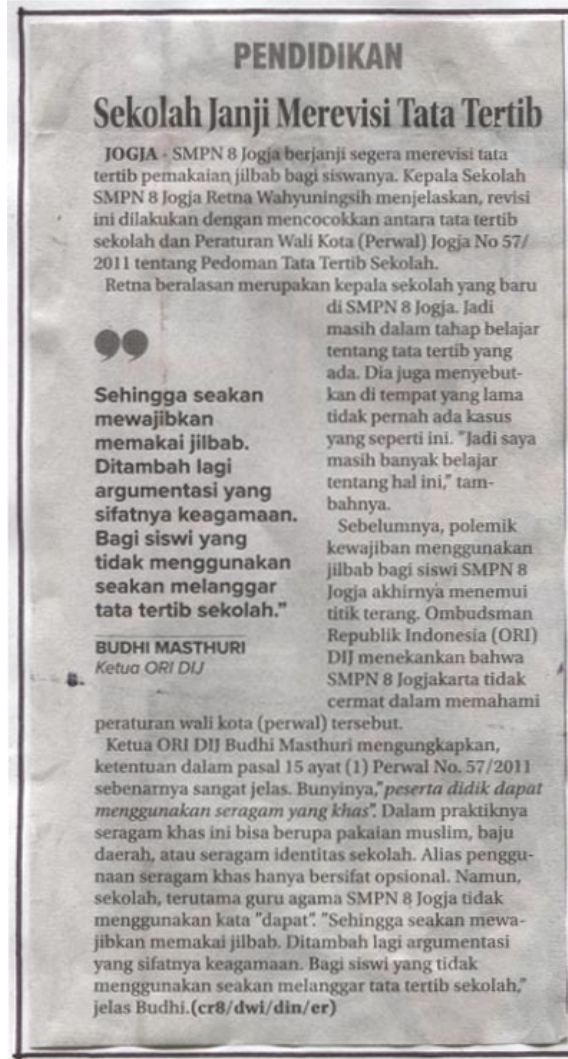 PENDIDIKAN
Sekolah Janji Merevisi Tata Tertib
JOGJA - SMPN 8 Jogja berjanji segera merevisi tata
tertib pemakaian jilbab bagi siswanya. Kepala Sekolah
SMPN 8 Jogja Retna Wahyuningsih menjelaskan, revisi
ini dilakukan dengan mencocokkan antara tata tertib
sekolah dan Peraturan Wali Kota (Perwal) Jogja No 57/
2011 tentang Pedoman Tata Tertib Sekolah.
Retna beralasan merupakan kepala sekolah yang baru
di SMPN 8 Jogja. Jadi
masih dalam tahap belajar
tentang tata tertib yang
ada. Dia juga menyebut-
kan di tempat yang lama
tidak pernah ada kasus
yang seperti ini. "Jadi saya
masih banyak belajar
tentang hal ini," tam-
bahnya.
Sebelumnya, polemik
kewajiban menggunakan
jilbab bagi siswi SMPN 8
Jogja akhirnya menemui
titik terang. Ombudsman
Republik Indonesia (ORI)
DIJ menekankan bahwa
SMPN 8 Jogjakarta tidak
cermat dalam memahami
peraturan wali kota (perwal) tersebut.
Ketua ORI DIJ Budhi Masthuri mengungkapkan,
ketentuan dalam pasal 15 ayat (1) Perwal No. 57/2011
sebenarnya sangat jelas. Bunyinya,"peserta didik dapat
menggunakan seragam yang khas". Dalam praktiknya
seragam khas ini bisa berupa pakaian muslim, baju
daerah, atau seragam identitas sekolah. Alias penggu-
naan seragam khas hanya bersifat opsional. Namun,
sekolah, terutama guru agama SMPN 8 Jogja tidak
menggunakan kata "dapat". "Sehingga seakan mewa-
jibkan memakai jilbab. Ditambah lagi argumentasi
yang sifatnya keagamaan. Bagi siswi yang tidak
menggunakan seakan melanggar tata tertib sekolah,"
jelas Budhi.(cr8/dwi/din/er)
"
Sehingga seakan
mewajibkan
memakai jilbab.
Ditambah lagi
argumentasi yang
sifatnya keagamaan.
Bagi siswi yang
tidak menggunakan
seakan melanggar
tata tertib sekolah."
BUDHI MASTHURI
Ketua ORI DIJ